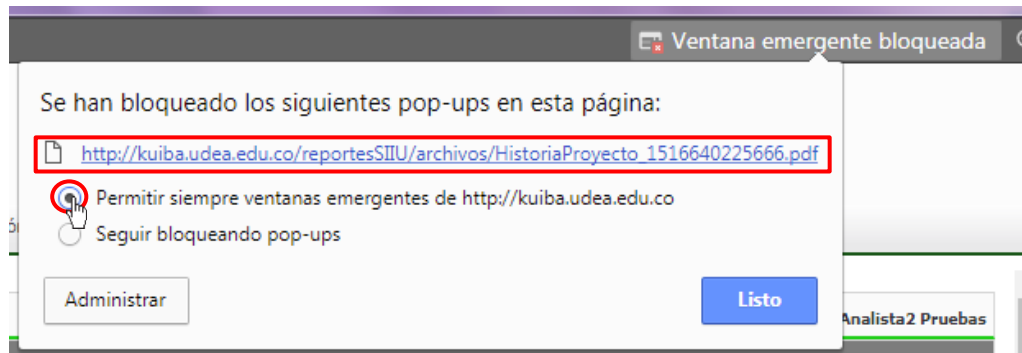 Ventana emergente bloqueada
Se han bloqueado los siguientes pop-ups en esta página:
http://kuiba.udea.edu.co/reportesSIIU/archivos/HistoriaProyecto_1516640225666.pdf
Permitir siempre ventanas emergentes de http://kuiba.udea.edu.co
Seguir bloqueando pop-ups
Administrar
Listo
Analista2 Pruebas